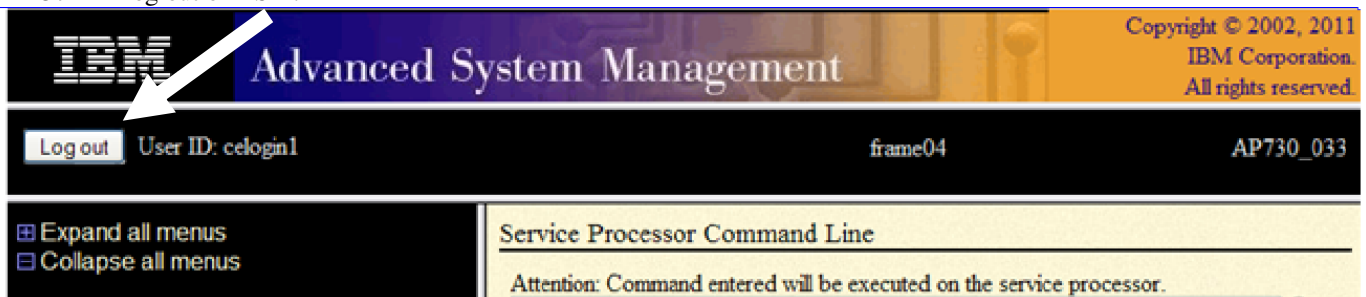 IBM
Advanced System Management
Copyright © 2002, 2011
IBM Corporation.
All rights reserved.
Log out User ID: celogin1 frame04 AP730_033
Expand all menus
Collapse all menus
Service Processor Command Line
Attention: Command entered will be executed on the service processor.